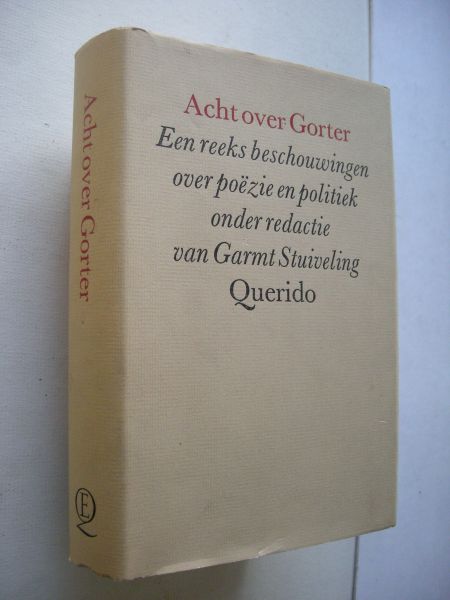 Acht over Gorter
Een reeks beschouwingen
over poëzie en politiek
onder redactie
van Garmt Stuiveling
Querido
Acht over Gorter
EQ